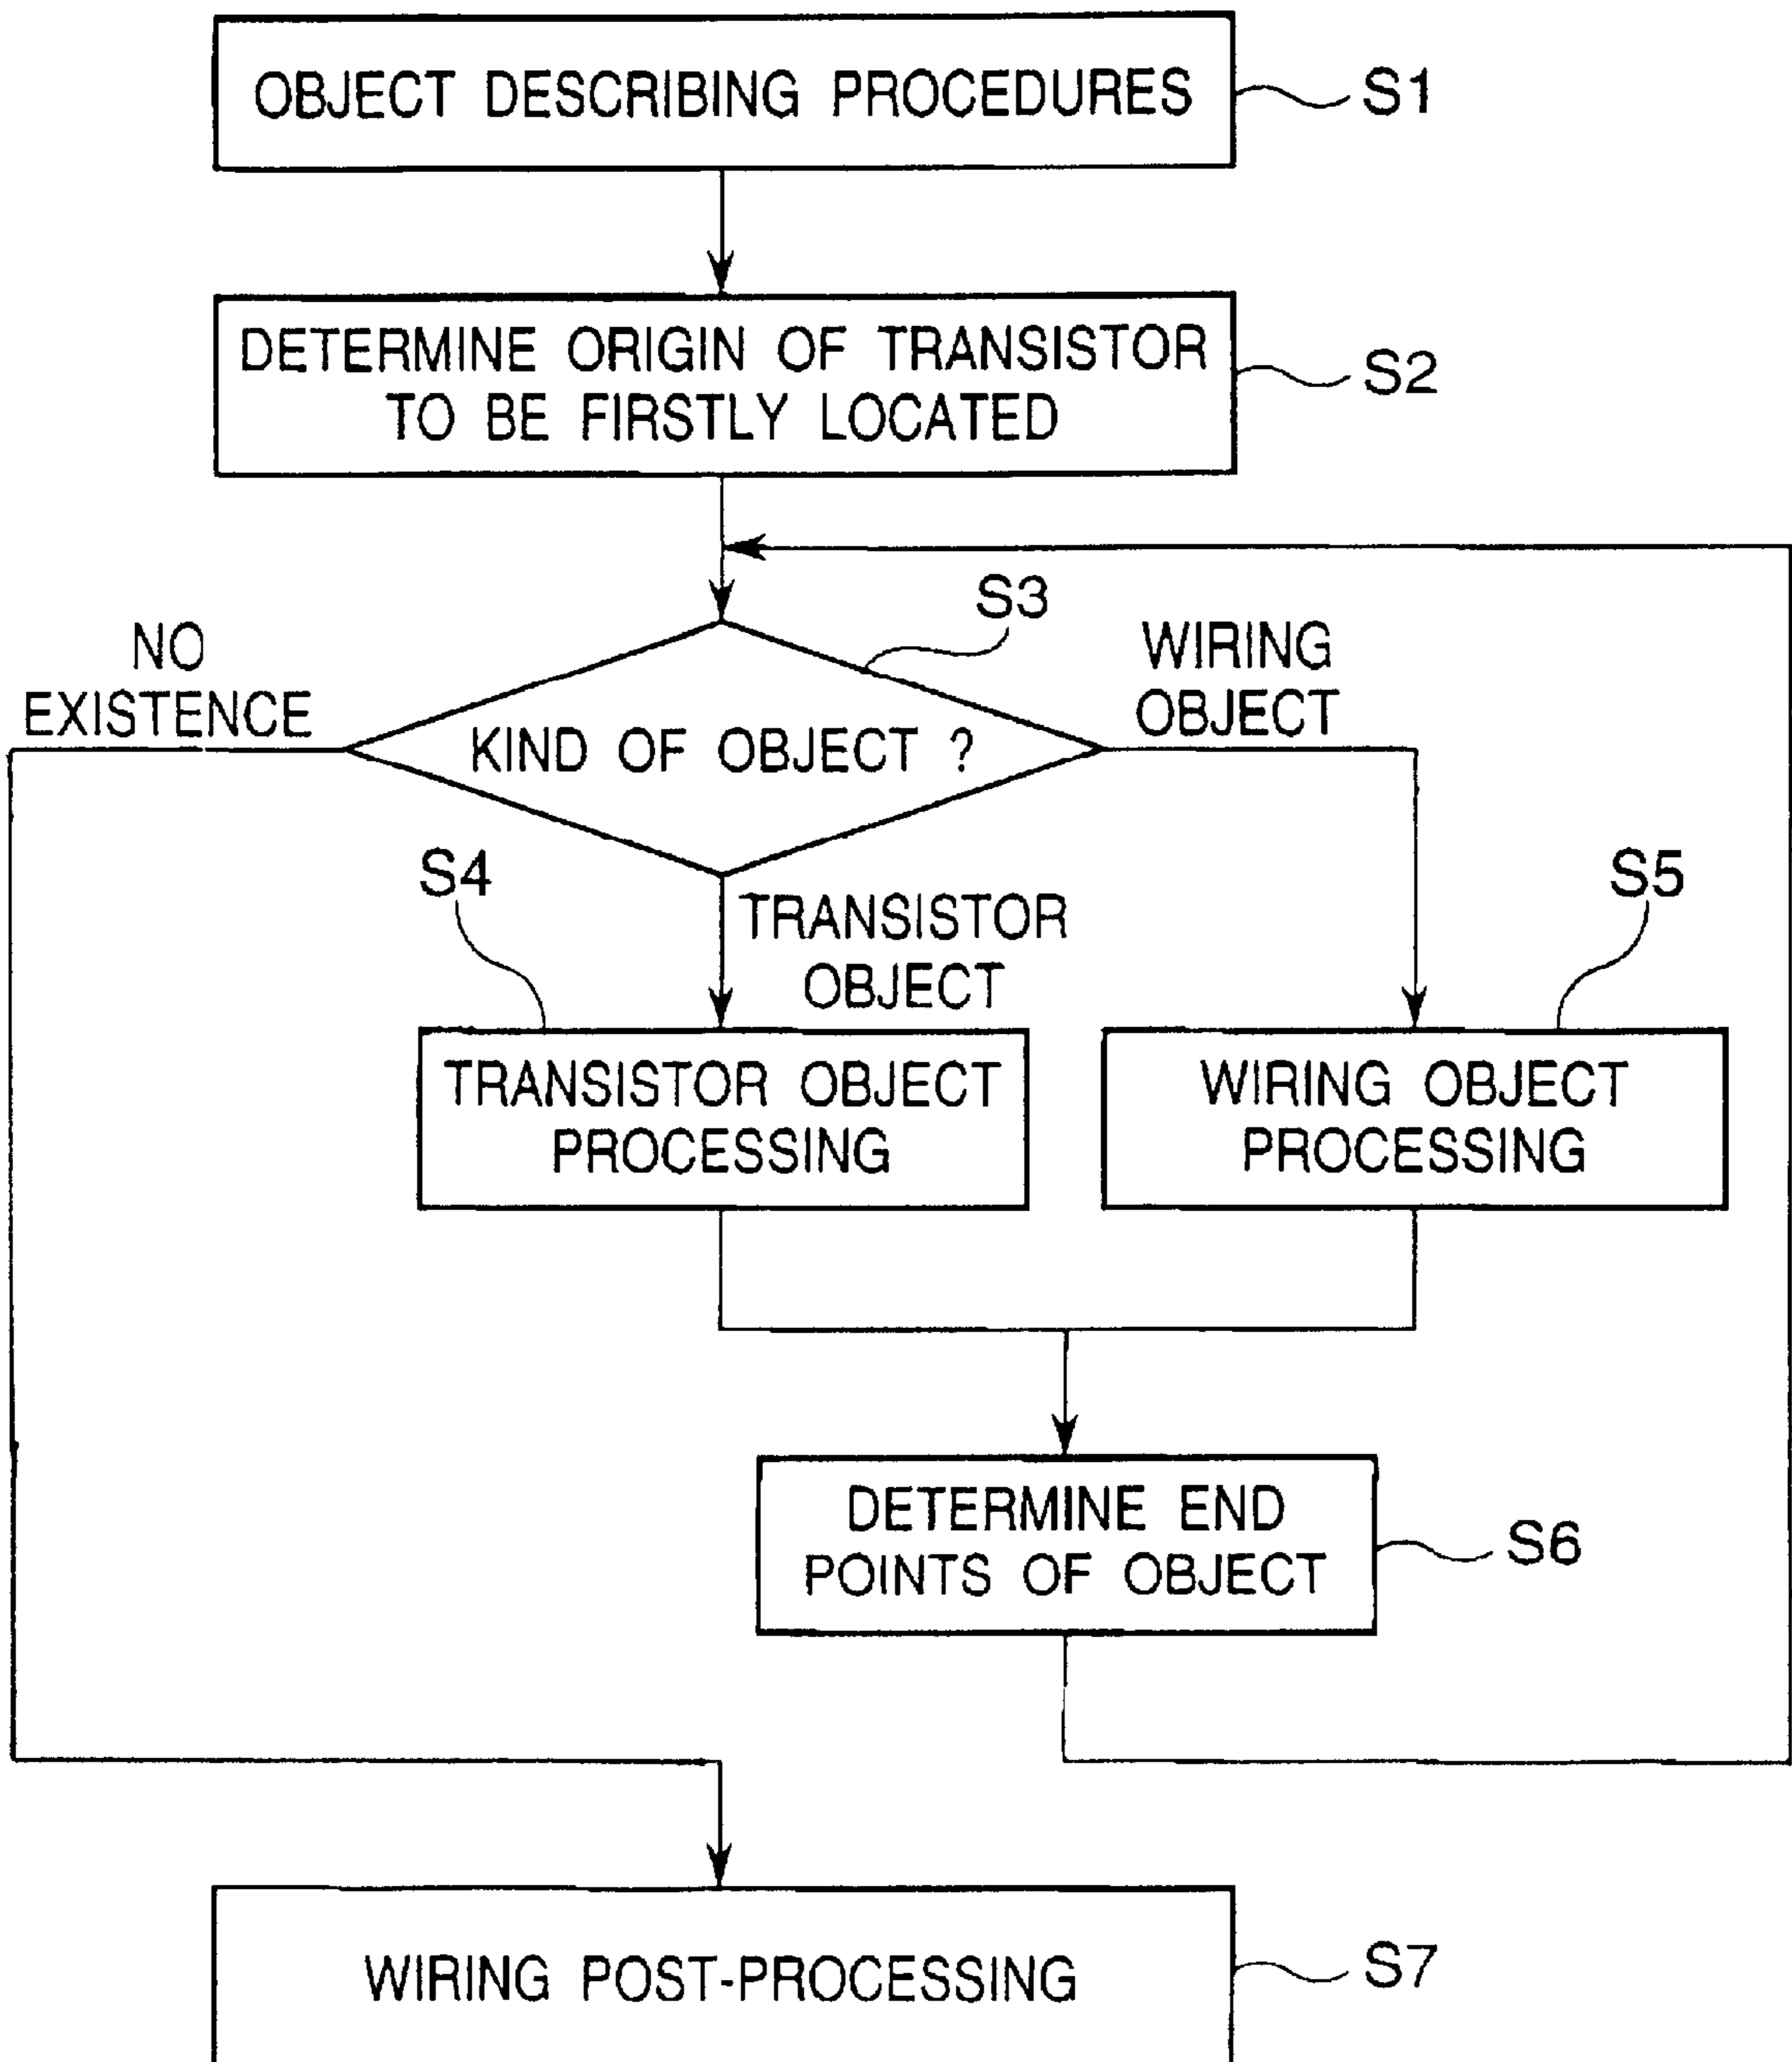 OBJECT DESCRIBING PROCEDURES
S1
DETERMINE ORIGIN OF TRANSISTOR
TO BE FIRSTLY LOCATED
S2
S3
NO
EXISTENCE
WIRING
OBJECT
KIND OF OBJECT ?
S4
TRANSISTOR
OBJECT
S5
TRANSISTOR OBJECT
PROCESSING
WIRING OBJECT
PROCESSING
DETERMINE END
POINTS OF OBJECT
S6
WIRING POST-PROCESSING
S7